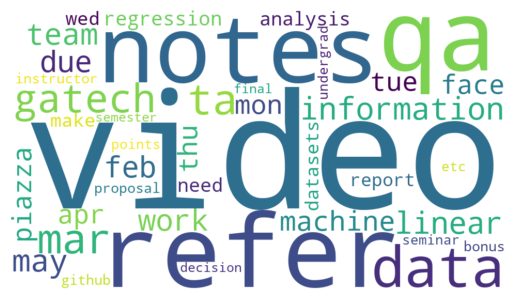 wed regression analysis
team notes qa
due undergrad tue face
instructor final
gatech ta mon information
make semester
video
piazza points thu datasets
feb report etc
proposal need
apr work machine linear
mar refer seminar bonus
may decision data
github